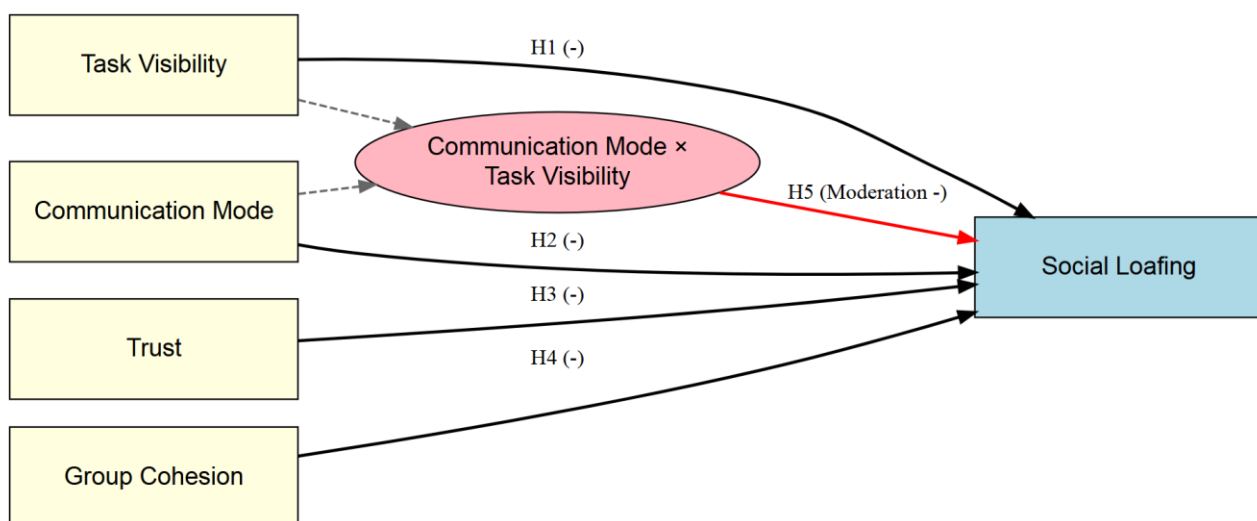 Task Visibility
H1 (-)
Communication Mode ×
Task Visibility
H5 (Moderation -)
Communication Mode
H2 (-)
Social Loafing
H3 (-)
Trust
H4 (-)
Group Cohesion